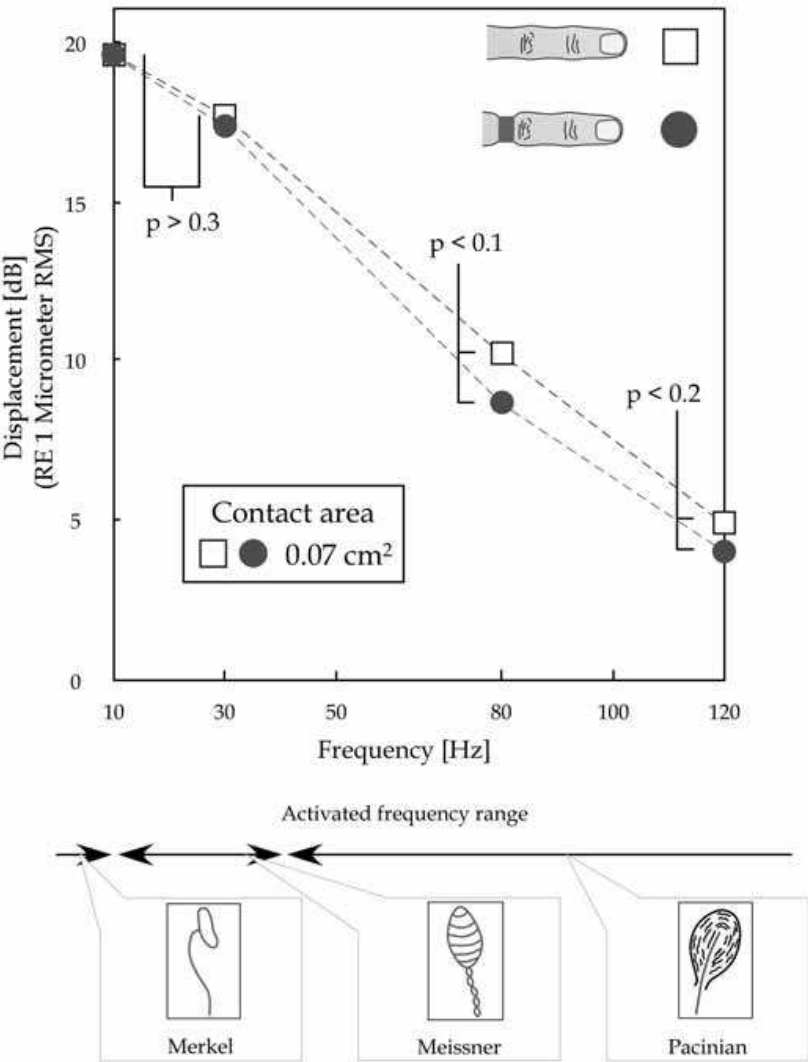 20
15
10
5
0
Displacement [dB]
(RE 1 Micrometer RMS)
p > 0.3
p < 0.1
p < 0.2
Contact area
0.07 cm²
10 30 50 80 100 120
Frequency [Hz]
Activated frequency range
Merkel Meissner Pacinian